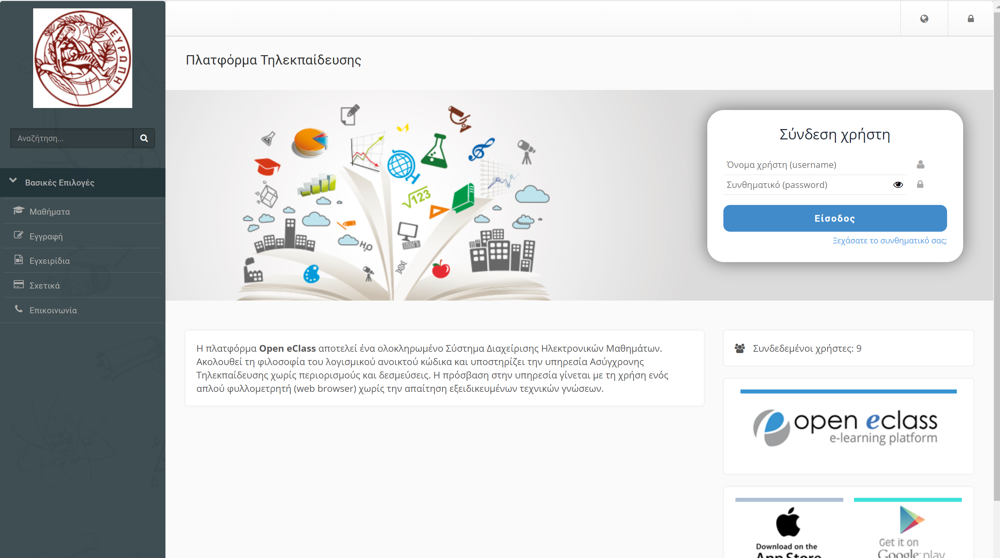 ΕΥΡΩΠΗ
Αναζήτηση...
Βασικές Επιλογές
Μαθήματα
Εγγραφή
Εγχειρίδια
Σχετικά
Επικοινωνία
Πλατφόρμα Τηλεκπαίδευσης
c
b
a
√123
H₂O
Σύνδεση χρήστη
Όνομα χρήστη (username)
Συνθηματικό (password)
Είσοδος
Ξεχάσατε το συνθηματικό σας;
Η πλατφόρμα Open eClass αποτελεί ένα ολοκληρωμένο Σύστημα Διαχείρισης Ηλεκτρονικών Μαθημάτων.
Ακολουθεί τη φιλοσοφία του λογισμικού ανοικτού κώδικα και υποστηρίζει την υπηρεσία Ασύγχρονης
Τηλεκπαίδευσης χωρίς περιορισμούς και δεσμεύσεις. Η πρόσβαση στην υπηρεσία γίνεται με τη χρήση ενός
απλού φυλλομετρητή (web browser) χωρίς την απαίτηση εξειδικευμένων τεχνικών γνώσεων.
Συνδεδεμένοι χρήστες: 9
open eclass
e-learning platform
Download on the
App Store
Get it on
Google play